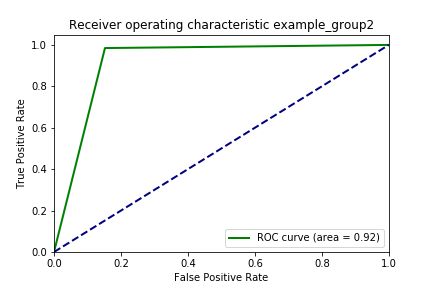 Receiver operating characteristic example_group2
True Positive Rate
1.0
0.8
0.6
0.4
0.2
0.0
ROC curve (area = 0.92)
0.0 0.2 0.4 0.6 0.8 1.0
False Positive Rate